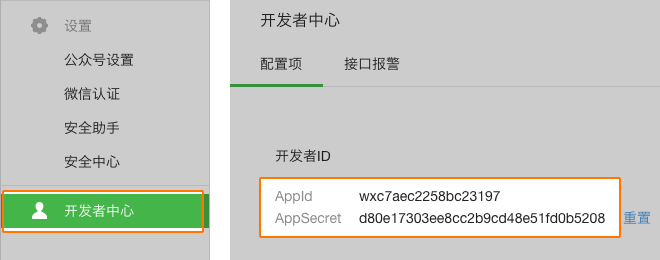 设置
公众号设置
微信认证
安全助手
安全中心
开发者中心
开发者中心
配置项 接口报警
开发者ID
AppId wxc7aec2258bc23197
AppSecret d80e17303ee8cc2b9cd48e51fd0b5208 重置